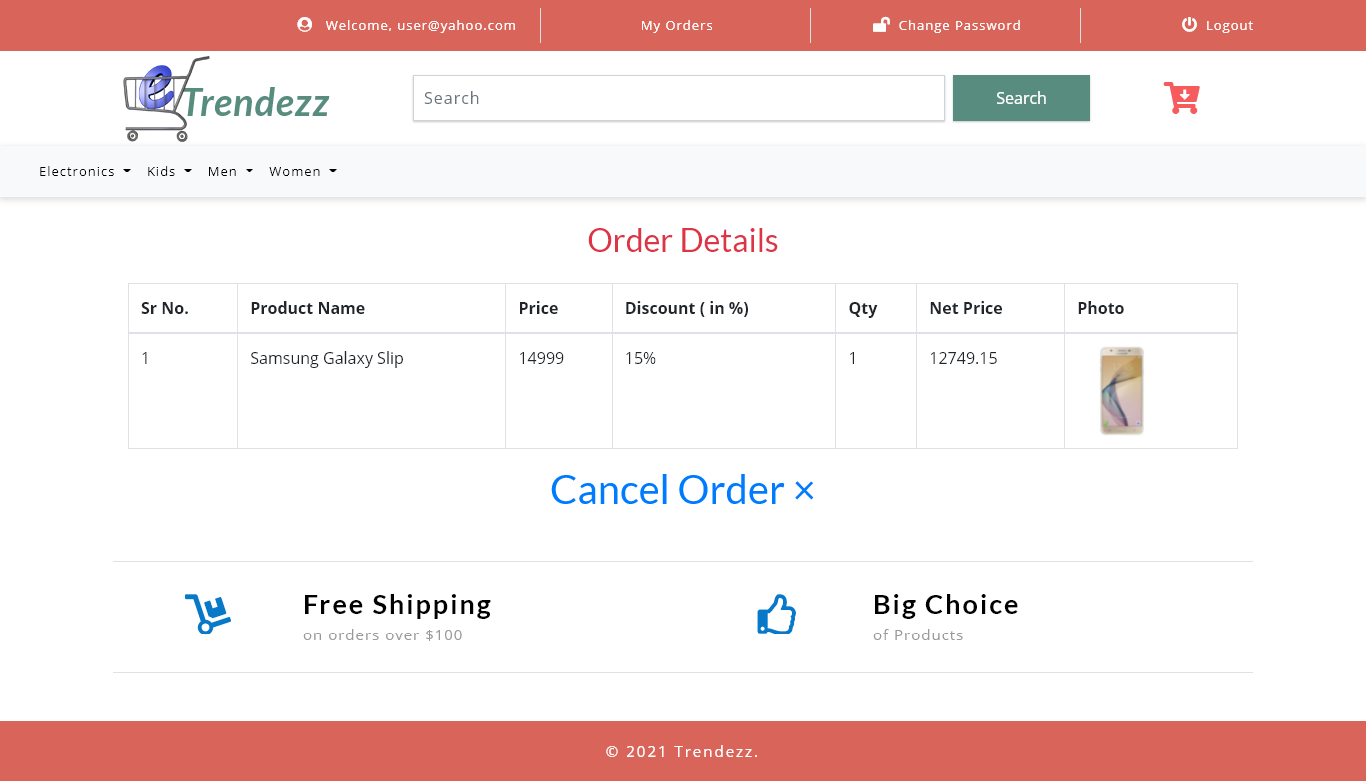 Welcome, user@yahoo.com My Orders Change Password Logout
eTrendezz Search Search
Electronics Kids Men Women
Order Details
Sr No. Product Name Price Discount ( in %) Qty Net Price Photo
1 Samsung Galaxy Slip 14999 15% 1 12749.15
Cancel Order ×
Free Shipping Big Choice
on orders over $100 of Products
© 2021 Trendezz.